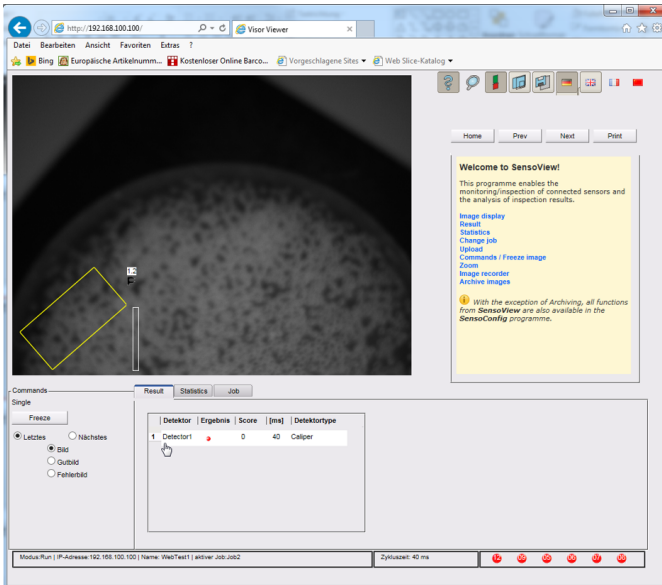 http://192.168.100.100/
Visor Viewer
Datei Bearbeiten Ansicht Favoriten Extras ?
Bing Europäische Artikelnumm... Kostenloser Online Barco... Vorgeschlagene Sites Web Slice-Katalog
Home Prev Next Print
Welcome to SensoView!
This programme enables the
monitoring/inspection of connected sensors and
the analysis of inspection results.
Image display
Result
Statistics
Change job
Upload
Commands / Freeze image
Zoom
Image recorder
Archive images
With the exception of Archiving, all functions
from SensoView are also available in the
SensoConfig programme.
Commands
Single
Freeze
Letztes Nächstes
Bild
Gutbild
Fehlerbild
Result Statistics Job
Detektor Ergebnis Score [ms] Detektortype
1 Detector1 0 40 Caliper
Modus:Run | IP-Adresse:192.168.100.100 | Name: WebTest1 | aktiver Job:Job2
Zykluszeit: 40 ms